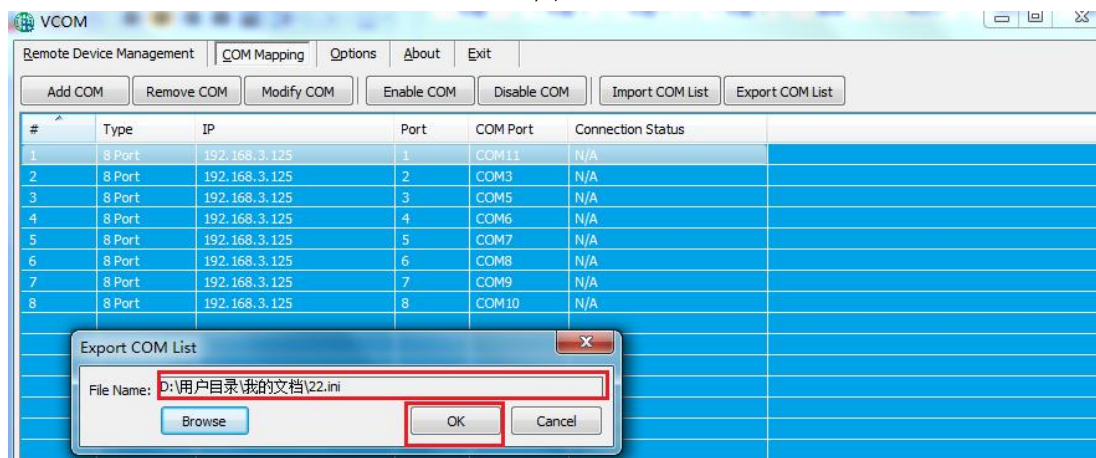 VCOM
Remote Device Management COM Mapping Options About Exit
Add COM Remove COM Modify COM Enable COM Disable COM Import COM List Export COM List
# Type IP Port COM Port Connection Status
1 8 Port 192.168.3.125 1 COM11 N/A
2 8 Port 192.168.3.125 2 COM3 N/A
3 8 Port 192.168.3.125 3 COM5 N/A
4 8 Port 192.168.3.125 4 COM6 N/A
5 8 Port 192.168.3.125 5 COM7 N/A
6 8 Port 192.168.3.125 6 COM8 N/A
7 8 Port 192.168.3.125 7 COM9 N/A
8 8 Port 192.168.3.125 8 COM10 N/A
Export COM List
File Name: D:\用户目录\我的文档\22.ini
Browse OK Cancel